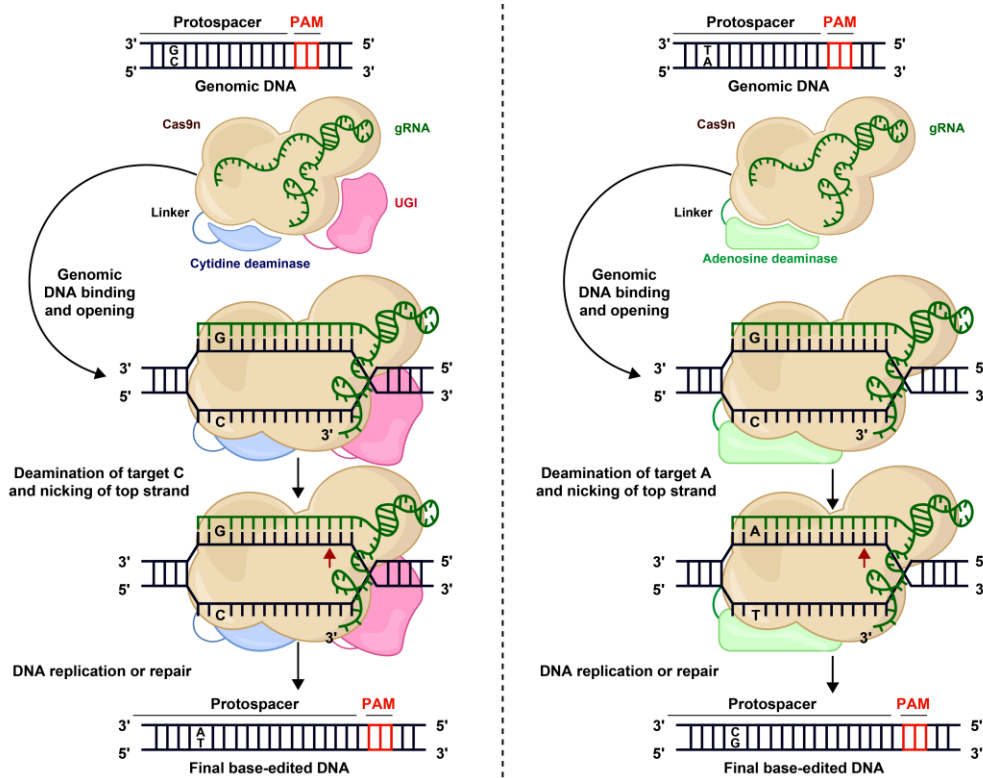 Protospacer PAM
3' G 5'
5' C 3'
Genomic DNA
Cas9n
gRNA
UGI
Linker
Cytidine deaminase
Genomic
DNA binding
and opening
G
3' 5'
5' 3'
C
3'
Deamination of target C
and nicking of top strand
G
3' 5'
5' 3'
C
3'
DNA replication or repair
Protospacer PAM
3' A 5'
5' T 3'
Final base-edited DNA
Protospacer PAM
3' T 5'
5' A 3'
Genomic DNA
Cas9n
gRNA
Linker
Adenosine deaminase
Genomic
DNA binding
and opening
G
3' 5'
5' 3'
C
3'
Deamination of target A
and nicking of top strand
A
3' 5'
5' 3'
T
3'
DNA replication or repair
Protospacer PAM
3' C 5'
5' G 3'
Final base-edited DNA